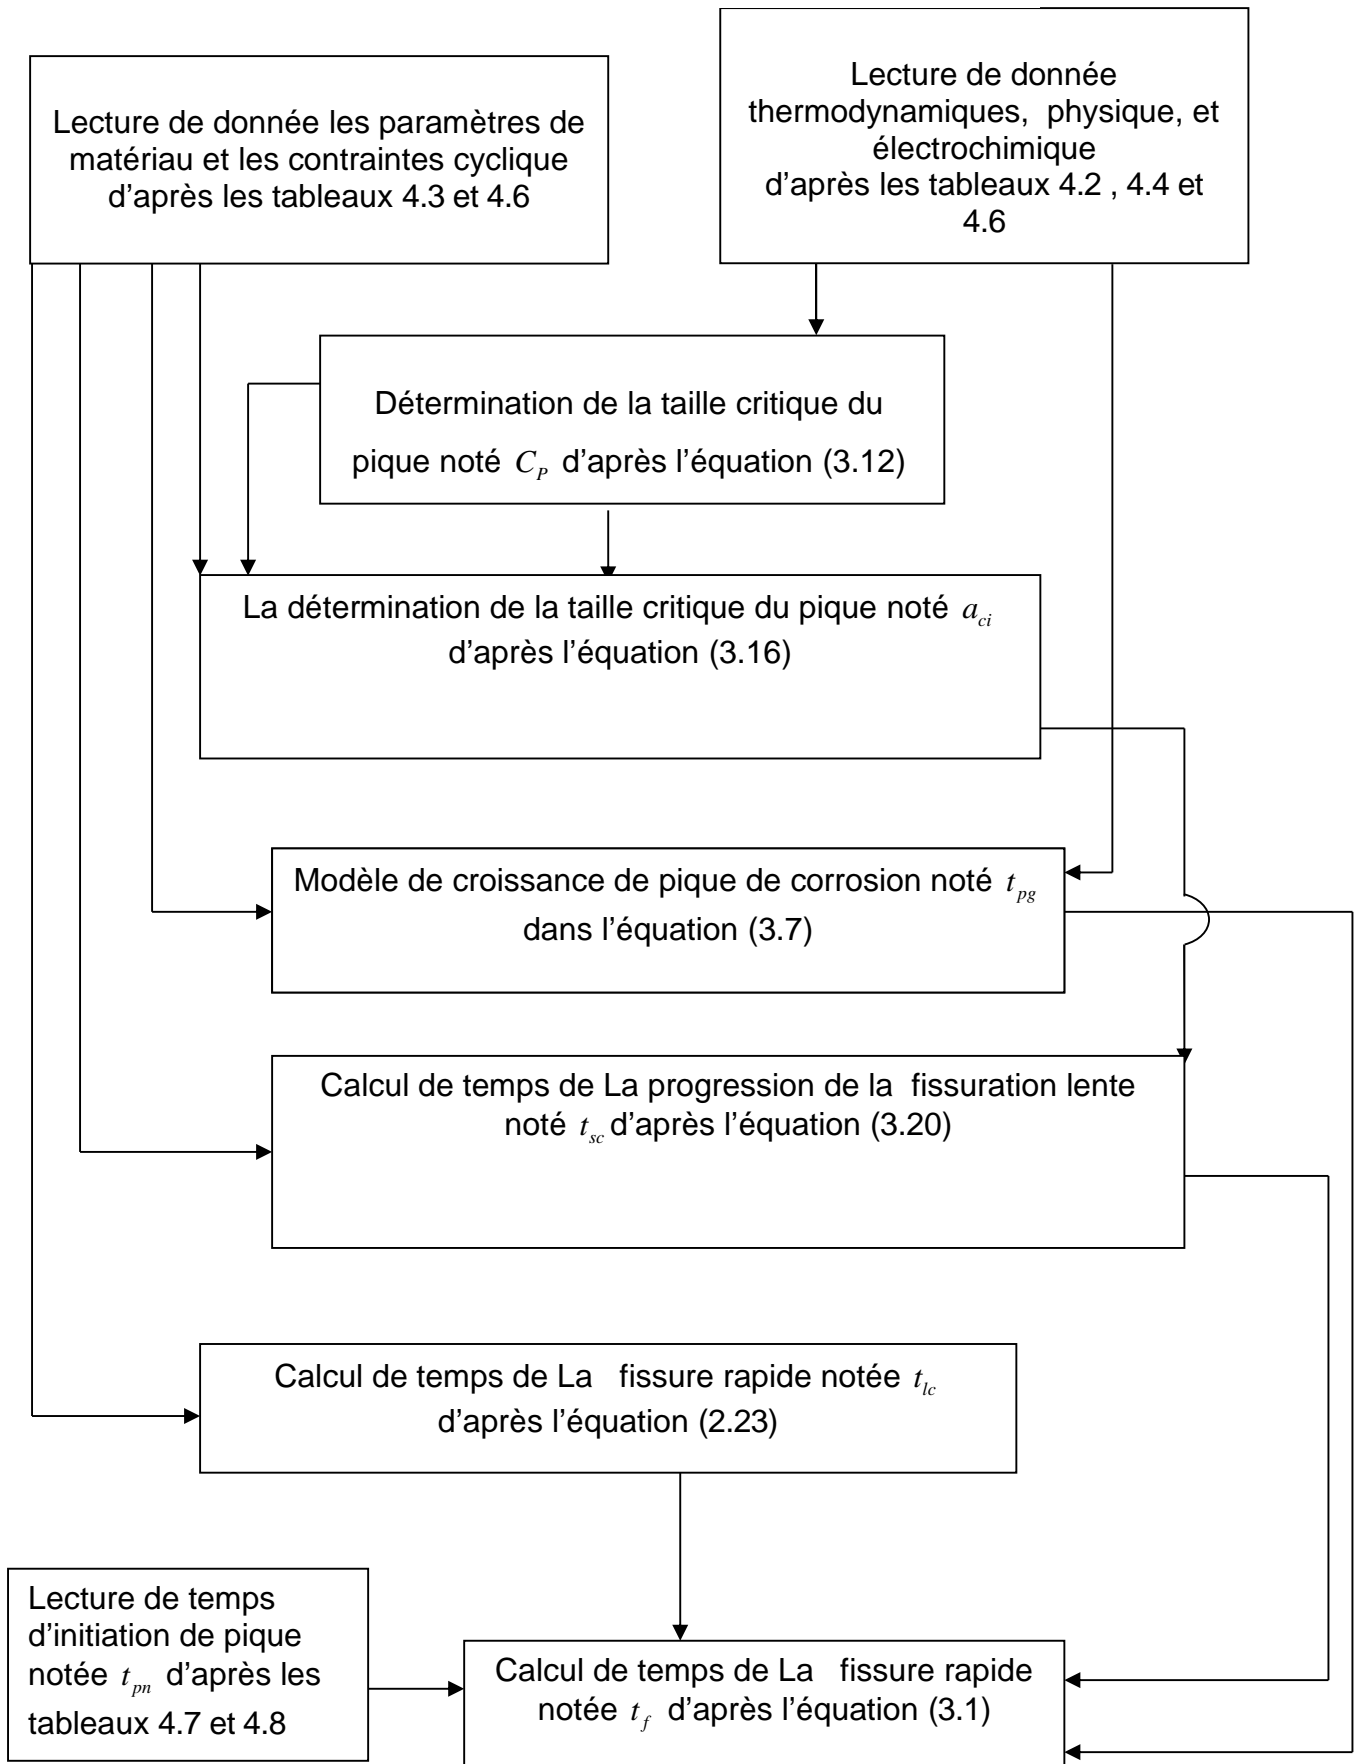 Lecture de donnée les paramètres de
matériau et les contraintes cyclique
d’après les tableaux 4.3 et 4.6
Lecture de donnée
thermodynamiques, physique, et
électrochimique
d’après les tableaux 4.2 , 4.4 et
4.6
Détermination de la taille critique du
pique noté C_P d’après l’équation (3.12)
La détermination de la taille critique du pique noté a_ci
d’après l’équation (3.16)
Modèle de croissance de pique de corrosion noté t_pg
dans l’équation (3.7)
Calcul de temps de La progression de la fissuration lente
noté t_sc d’après l’équation (3.20)
Calcul de temps de La fissure rapide notée t_lc
d’après l’équation (2.23)
Lecture de temps
d’initiation de pique
notée t_pn d’après les
tableaux 4.7 et 4.8
Calcul de temps de La fissure rapide
notée t_f d’après l’équation (3.1)